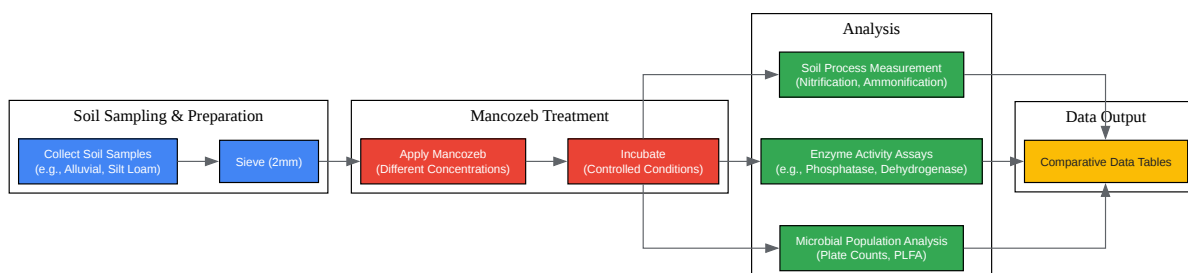 Soil Sampling & Preparation
Collect Soil Samples
(e.g., Alluvial, Silt Loam)
Sieve (2mm)
Mancozeb Treatment
Apply Mancozeb
(Different Concentrations)
Incubate
(Controlled Conditions)
Analysis
Soil Process Measurement
(Nitrification, Ammonification)
Enzyme Activity Assays
(e.g., Phosphatase, Dehydrogenase)
Microbial Population Analysis
(Plate Counts, PLFA)
Data Output
Comparative Data Tables